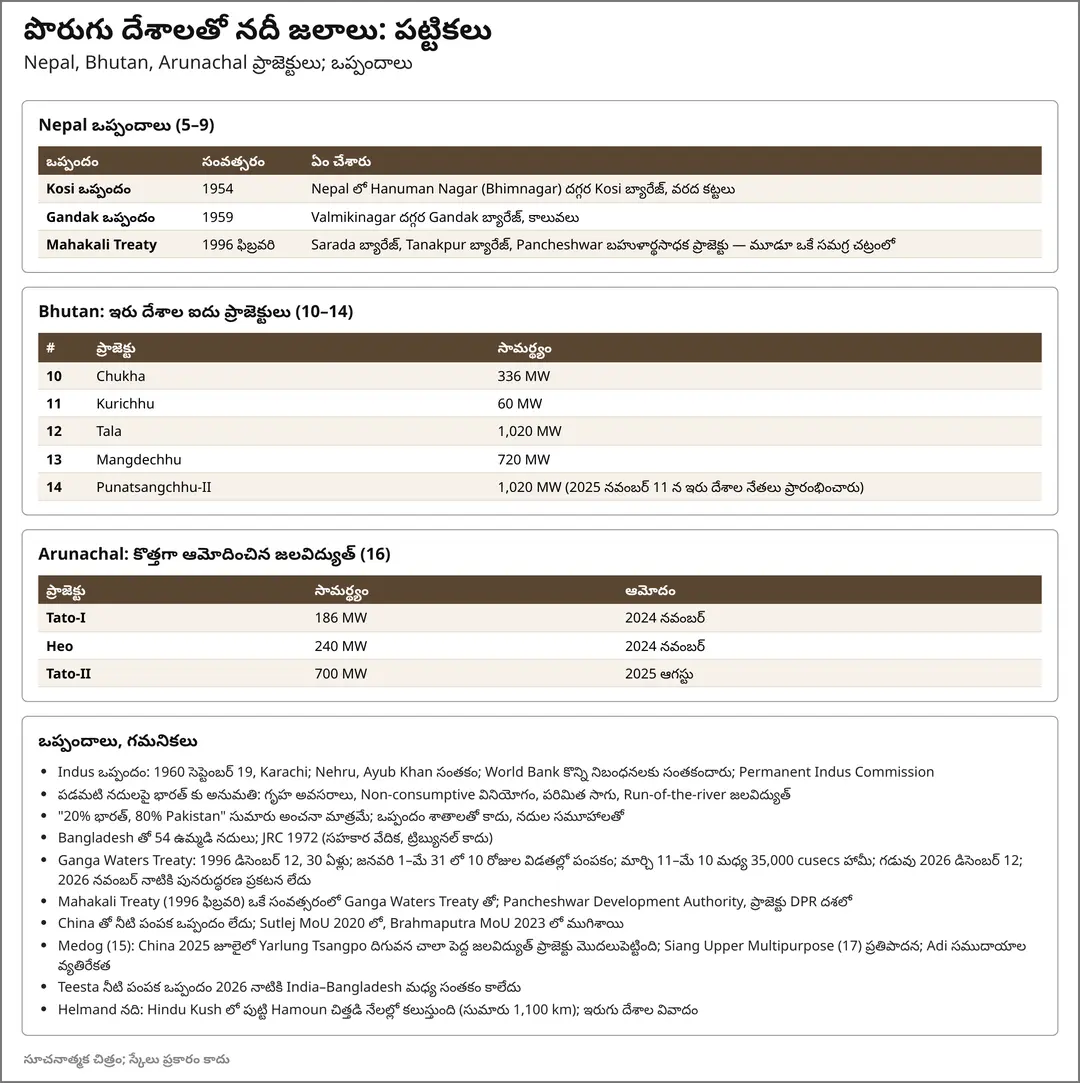 పొరుగు దేశాలతో నదీ జలాలు: పట్టికలు
Nepal, Bhutan, Arunachal ప్రాజెక్టులు; ఒప్పందాలు
Nepal ఒప్పందాలు (5–9)
ఒప్పందం సంవత్సరం ఏం చేశారు
Kosi ఒప్పందం 1954 Nepal లో Hanuman Nagar (Bhimnagar) దగ్గర Kosi బ్యారేజ్, వరద కట్టలు
Gandak ఒప్పందం 1959 Valmikinagar దగ్గర Gandak బ్యారేజ్, కాలువలు
Mahakali Treaty 1996 ఫిబ్రవరి Sarada బ్యారేజ్, Tanakpur బ్యారేజ్, Pancheshwar బహుళార్థసాధక ప్రాజెక్టు — మూడూ ఒకే సమగ్ర చట్రంలో
Bhutan: ఇరు దేశాల ఐదు ప్రాజెక్టులు (10–14)
# ప్రాజెక్టు సామర్థ్యం
10 Chukha 336 MW
11 Kurichhu 60 MW
12 Tala 1,020 MW
13 Mangdechhu 720 MW
14 Punatsangchhu-II 1,020 MW (2025 నవంబర్ 11 న ఇరు దేశాల నేతలు ప్రారంభించారు)
Arunachal: కొత్తగా ఆమోదించిన జలవిద్యుత్ (16)
ప్రాజెక్టు సామర్థ్యం ఆమోదం
Tato-I 186 MW 2024 నవంబర్
Heo 240 MW 2024 నవంబర్
Tato-II 700 MW 2025 ఆగస్టు
ఒప్పందాలు, గమనికలు
• Indus ఒప్పందం: 1960 సెప్టెంబర్ 19, Karachi; Nehru, Ayub Khan సంతకం; World Bank కొన్ని నిబంధనలకు సంతకందారు; Permanent Indus Commission
• పడమటి నదులపై భారత్ కు అనుమతి: గృహ అవసరాలు, Non-consumptive వినియోగం, పరిమిత సాగు, Run-of-the-river జలవిద్యుత్
• "20% భారత్, 80% Pakistan" సుమారు అంచనా మాత్రమే; ఒప్పందం శాతాలతో కాదు, నదుల సమూహాలతో
• Bangladesh తో 54 ఉమ్మడి నదులు; JRC 1972 (సహకార వేదిక, ట్రిబ్యునల్ కాదు)
• Ganga Waters Treaty: 1996 డిసెంబర్ 12, 30 ఏళ్లు; జనవరి 1–మే 31 లో 10 రోజుల విడతల్లో పంపకం; మార్చి 11–మే 10 మధ్య 35,000 cusecs హామీ; గడువు 2026 డిసెంబర్ 12;
2026 నవంబర్ నాటికి పునరుద్ధరణ ప్రకటన లేదు
• Mahakali Treaty (1996 ఫిబ్రవరి) ఒకే సంవత్సరంలో Ganga Waters Treaty తో; Pancheshwar Development Authority, ప్రాజెక్టు DPR దశలో
• China తో నీటి పంపక ఒప్పందం లేదు; Sutlej MoU 2020 లో, Brahmaputra MoU 2023 లో ముగిశాయి
• Medog (15): China 2025 జూలైలో Yarlung Tsangpo దిగువన చాలా పెద్ద జలవిద్యుత్ ప్రాజెక్టు మొదలుపెట్టింది; Siang Upper Multipurpose (17) ప్రతిపాదన; Adi సముదాయాల
వ్యతిరేకత
• Teesta నీటి పంపక ఒప్పందం 2026 నాటికి India–Bangladesh మధ్య సంతకం కాలేదు
• Helmand నది: Hindu Kush లో పుట్టి Hamoun చిత్తడి నేలల్లో కలుస్తుంది (సుమారు 1,100 km); ఇరుగు దేశాల వివాదం
సూచనాత్మక చిత్రం; స్కేలు ప్రకారం కాదు